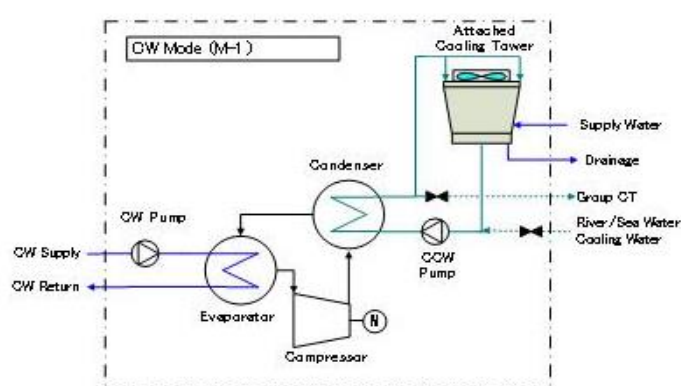 CW Mode (M-1)
Attached
Cooling Tower
Supply Water
Drainage
Condenser
Group CT
CW Pump
River/Sea Water
Cooling Water
CCW
Pump
CW Supply
CW Return
Evaporator
N
Compressor